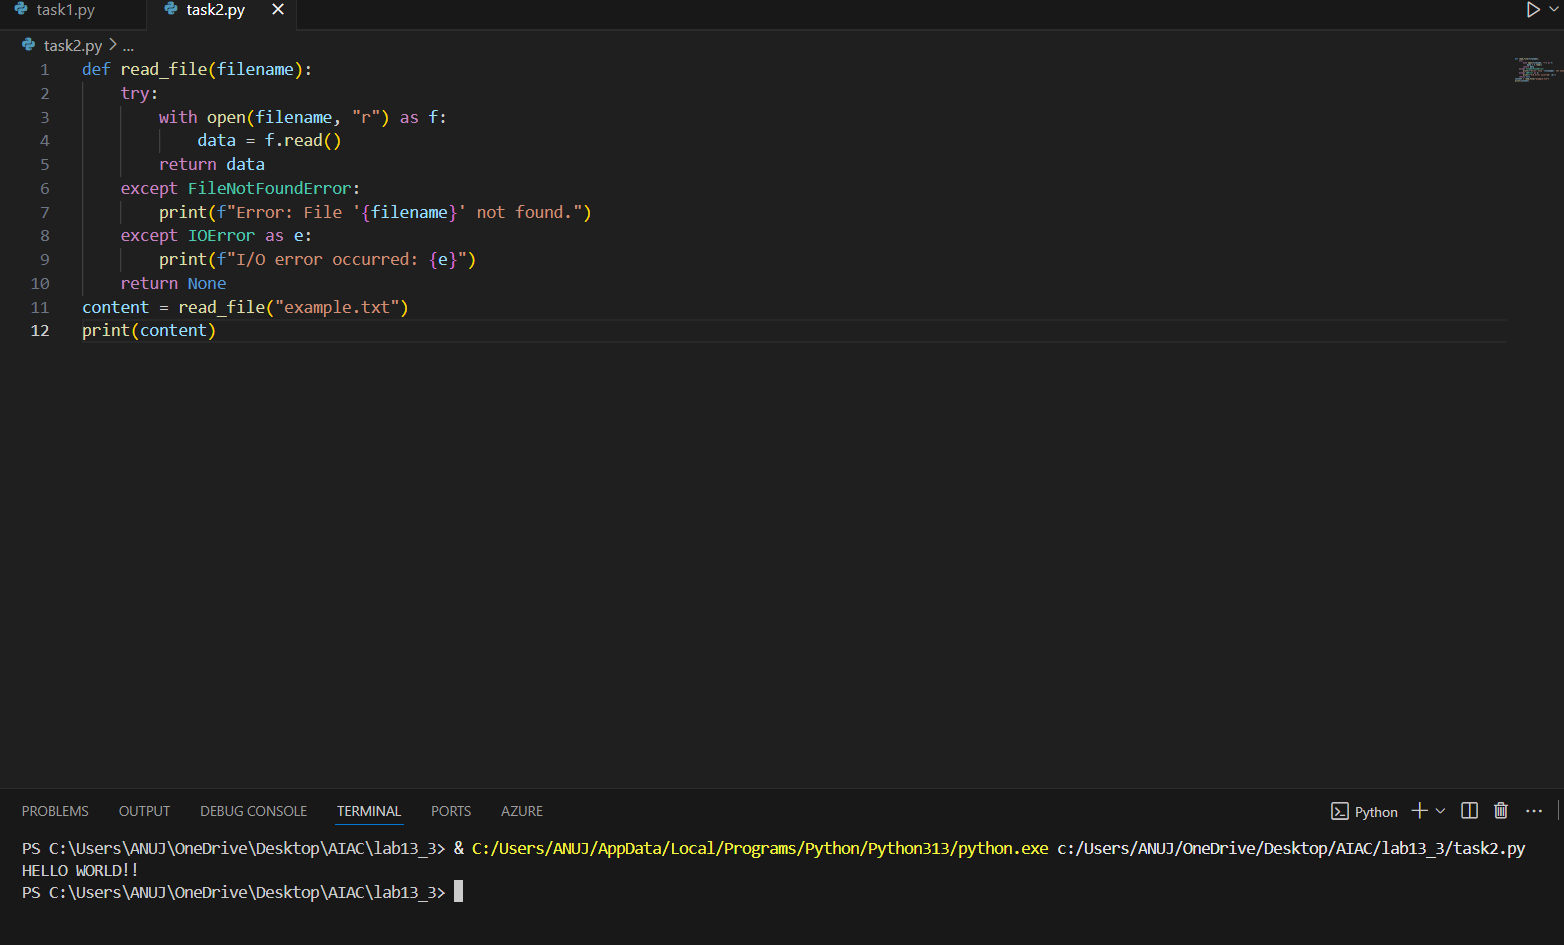 task1.py task2.py
task2.py > ...
1 def read_file(filename):
2     try:
3         with open(filename, "r") as f:
4             data = f.read()
5         return data
6     except FileNotFoundError:
7         print(f"Error: File '{filename}' not found.")
8     except IOError as e:
9         print(f"I/O error occurred: {e}")
10     return None
11 content = read_file("example.txt")
12 print(content)
PROBLEMS OUTPUT DEBUG CONSOLE TERMINAL PORTS AZURE Python
PS C:\Users\ANUJ\OneDrive\Desktop\AIAC\lab13_3> & C:/Users/ANUJ/AppData/Local/Programs/Python/Python313/python.exe c:/Users/ANUJ/OneDrive/Desktop/AIAC/lab13_3/task2.py
HELLO WORLD!!
PS C:\Users\ANUJ\OneDrive\Desktop\AIAC\lab13_3>